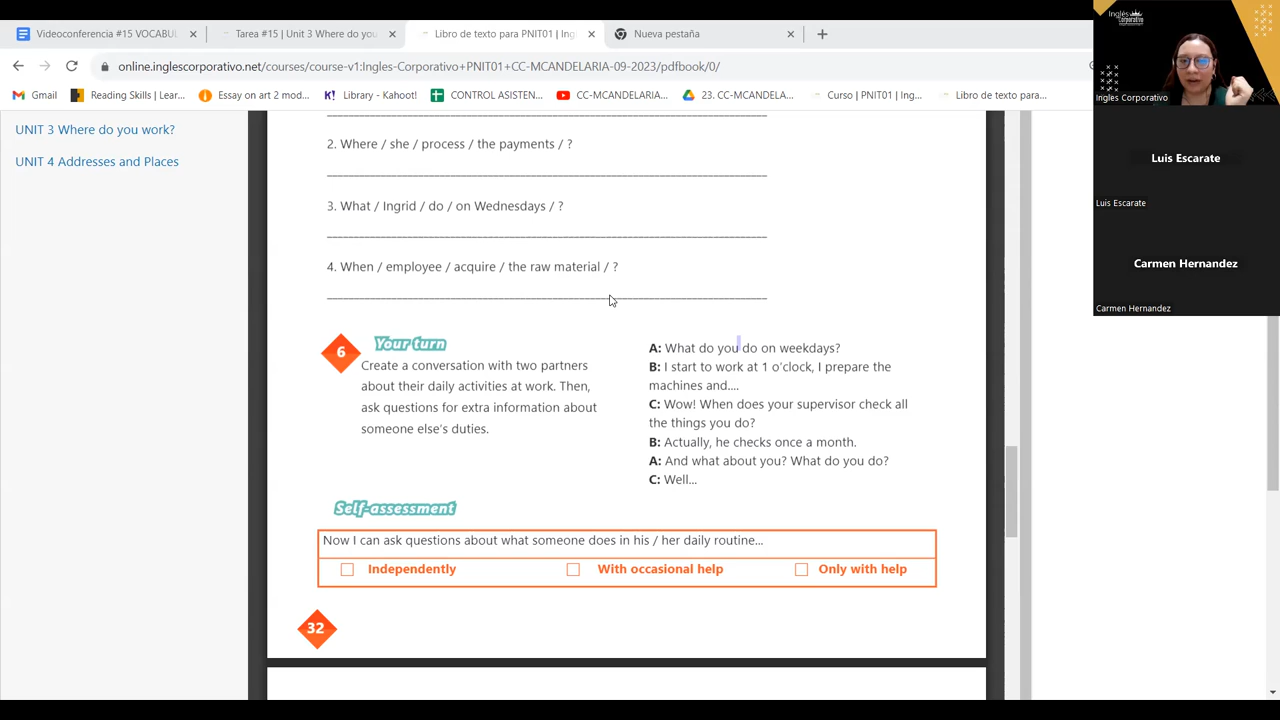 Videoconferencia #15 VOCABUL
Tarea #15 | Unit 3 Where do you
Libro de texto para PNIT01 | Ing
Nueva pestaña
online.inglescorporativo.net/courses/course-v1:Ingles-Corporativo+PNIT01+CC-MCANDELARIA-09-2023/pdfbook/0/
Gmail
Reading Skills | Lear...
Essay on art 2 mod...
Library - Kahoo
CONTROL ASISTEN...
CC-MCANDELARIA
23. CC-MCANDELA...
Curso | PNIT01 | Ing...
Libro de texto para...
UNIT 3 Where do you work?
UNIT 4 Addresses and Places
2. Where / she / process / the payments / ?
3. What / Ingrid / do / on Wednesdays / ?
4. When / employee / acquire / the raw material / ?
6
Your turn
Create a conversation with two partners
about their daily activities at work. Then,
ask questions for extra information about
someone else's duties.
A: What do you do on weekdays?
B: I start to work at 1 o'clock, I prepare the
machines and....
C: Wow! When does your supervisor check all
the things you do?
B: Actually, he checks once a month.
A: And what about you? What do you do?
C: Well...
Self-assessment
Now I can ask questions about what someone does in his / her daily routine...
Independently
With occasional help
Only with help
32
Inglés
Corporativo
Ingles Corporativo
Luis Escarate
Luis Escarate
Carmen Hernandez
Carmen Hernandez